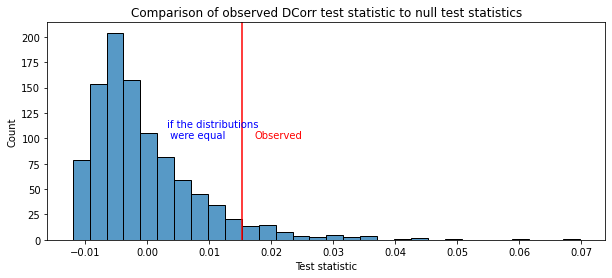 Comparison of observed DCorr test statistic to null test statistics
Count
200
175
150
125
100
75
50
25
0
if the distributions
were equal
Observed
−0.01 0.00 0.01 0.02 0.03 0.04 0.05 0.06 0.07
Test statistic